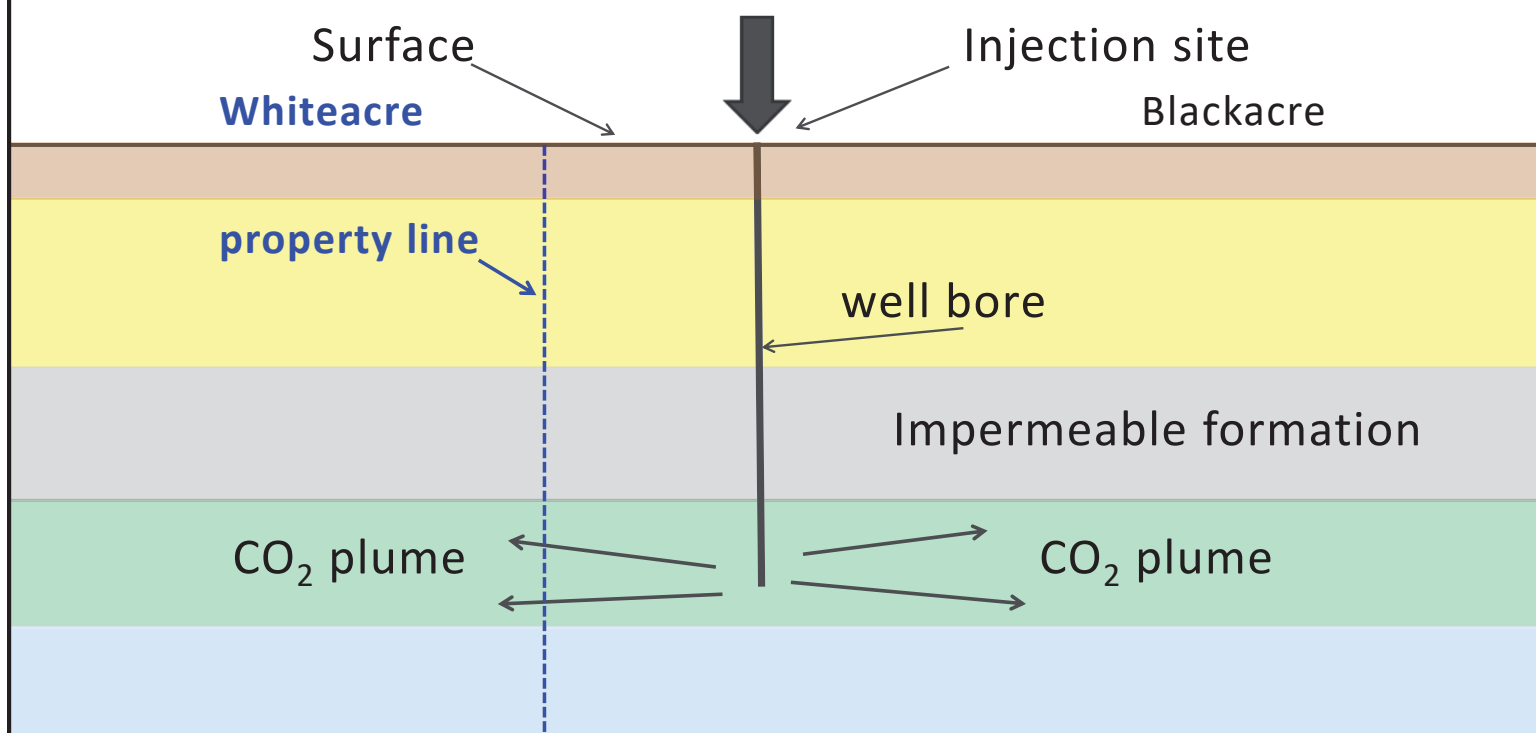 Surface
Injection site
Whiteacre
Blackacre
property line
well bore
Impermeable formation
CO₂ plume
CO₂ plume